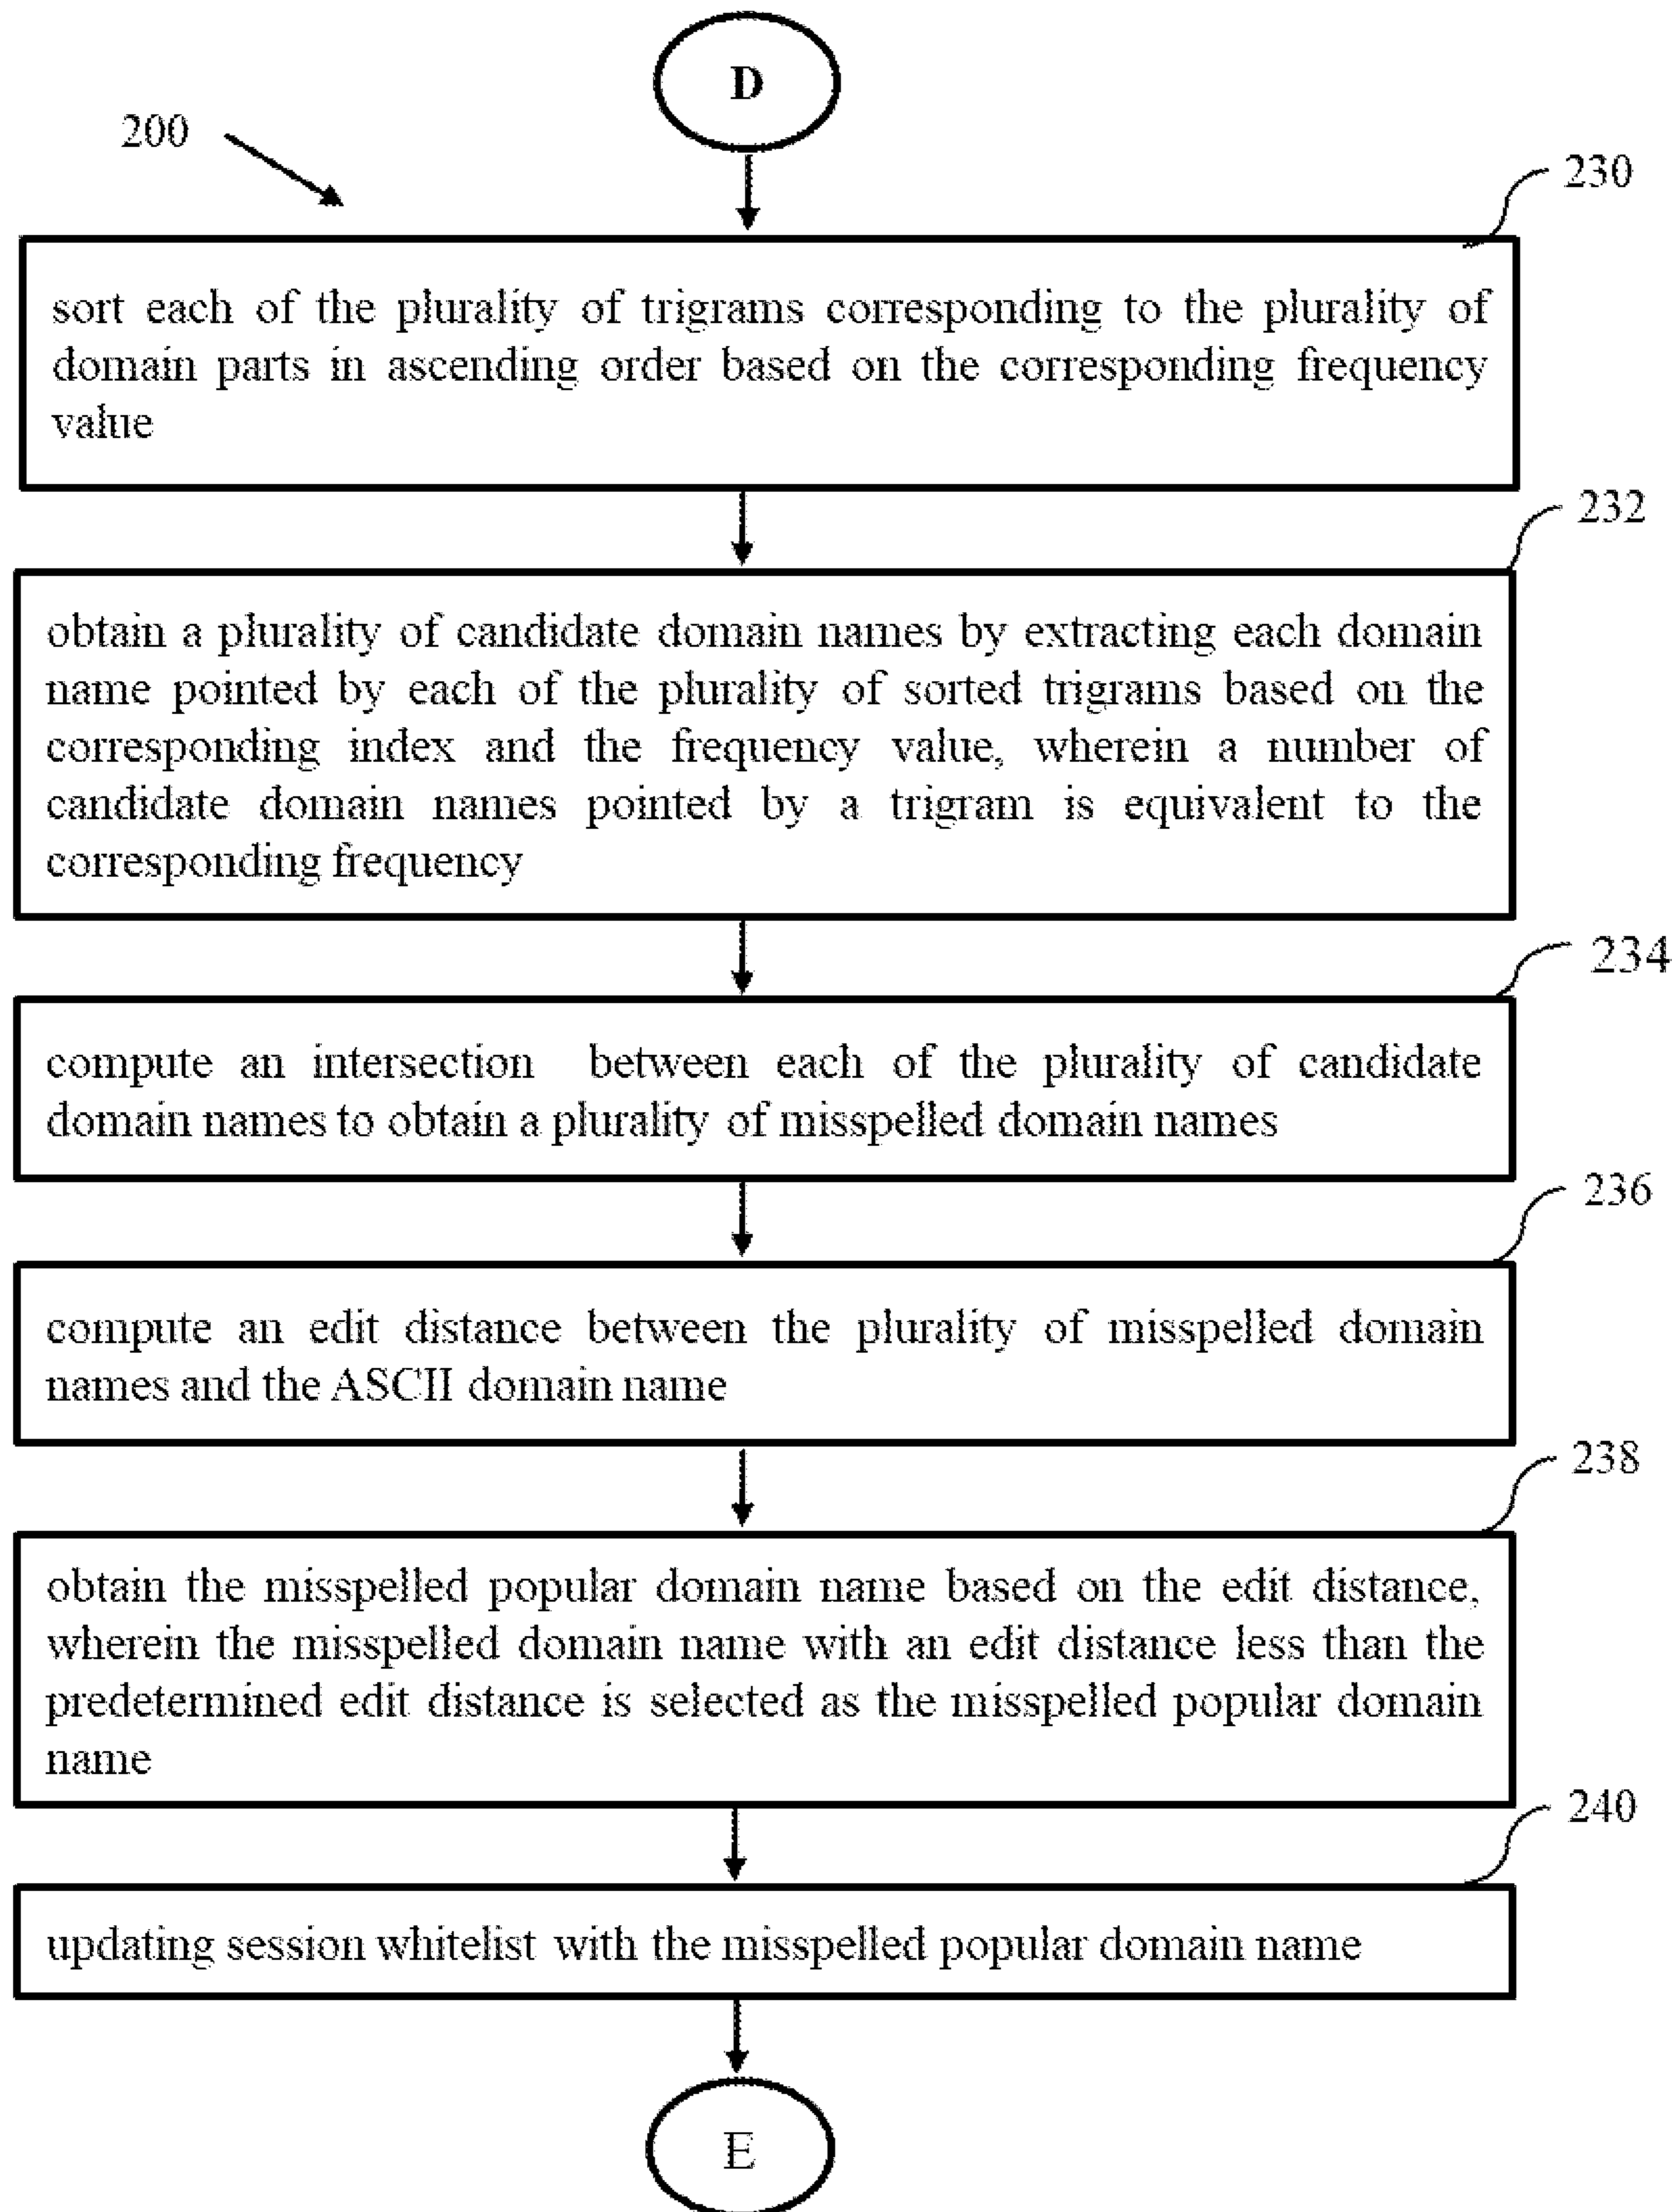 D
200
230
sort each of the plurality of trigrams corresponding to the plurality of
domain parts in ascending order based on the corresponding frequency
value
232
obtain a plurality of candidate domain names by extracting each domain
name pointed by each of the plurality of sorted trigrams based on the
corresponding index and the frequency value, wherein a number of
candidate domain names pointed by a trigram is equivalent to the
corresponding frequency
234
compute an intersection between each of the plurality of candidate
domain names to obtain a plurality of misspelled domain names
236
compute an edit distance between the plurality of misspelled domain
names and the ASCII domain name
238
obtain the misspelled popular domain name based on the edit distance,
wherein the misspelled domain name with an edit distance less than the
predetermined edit distance is selected as the misspelled popular domain
name
240
updating session whitelist with the misspelled popular domain name
E